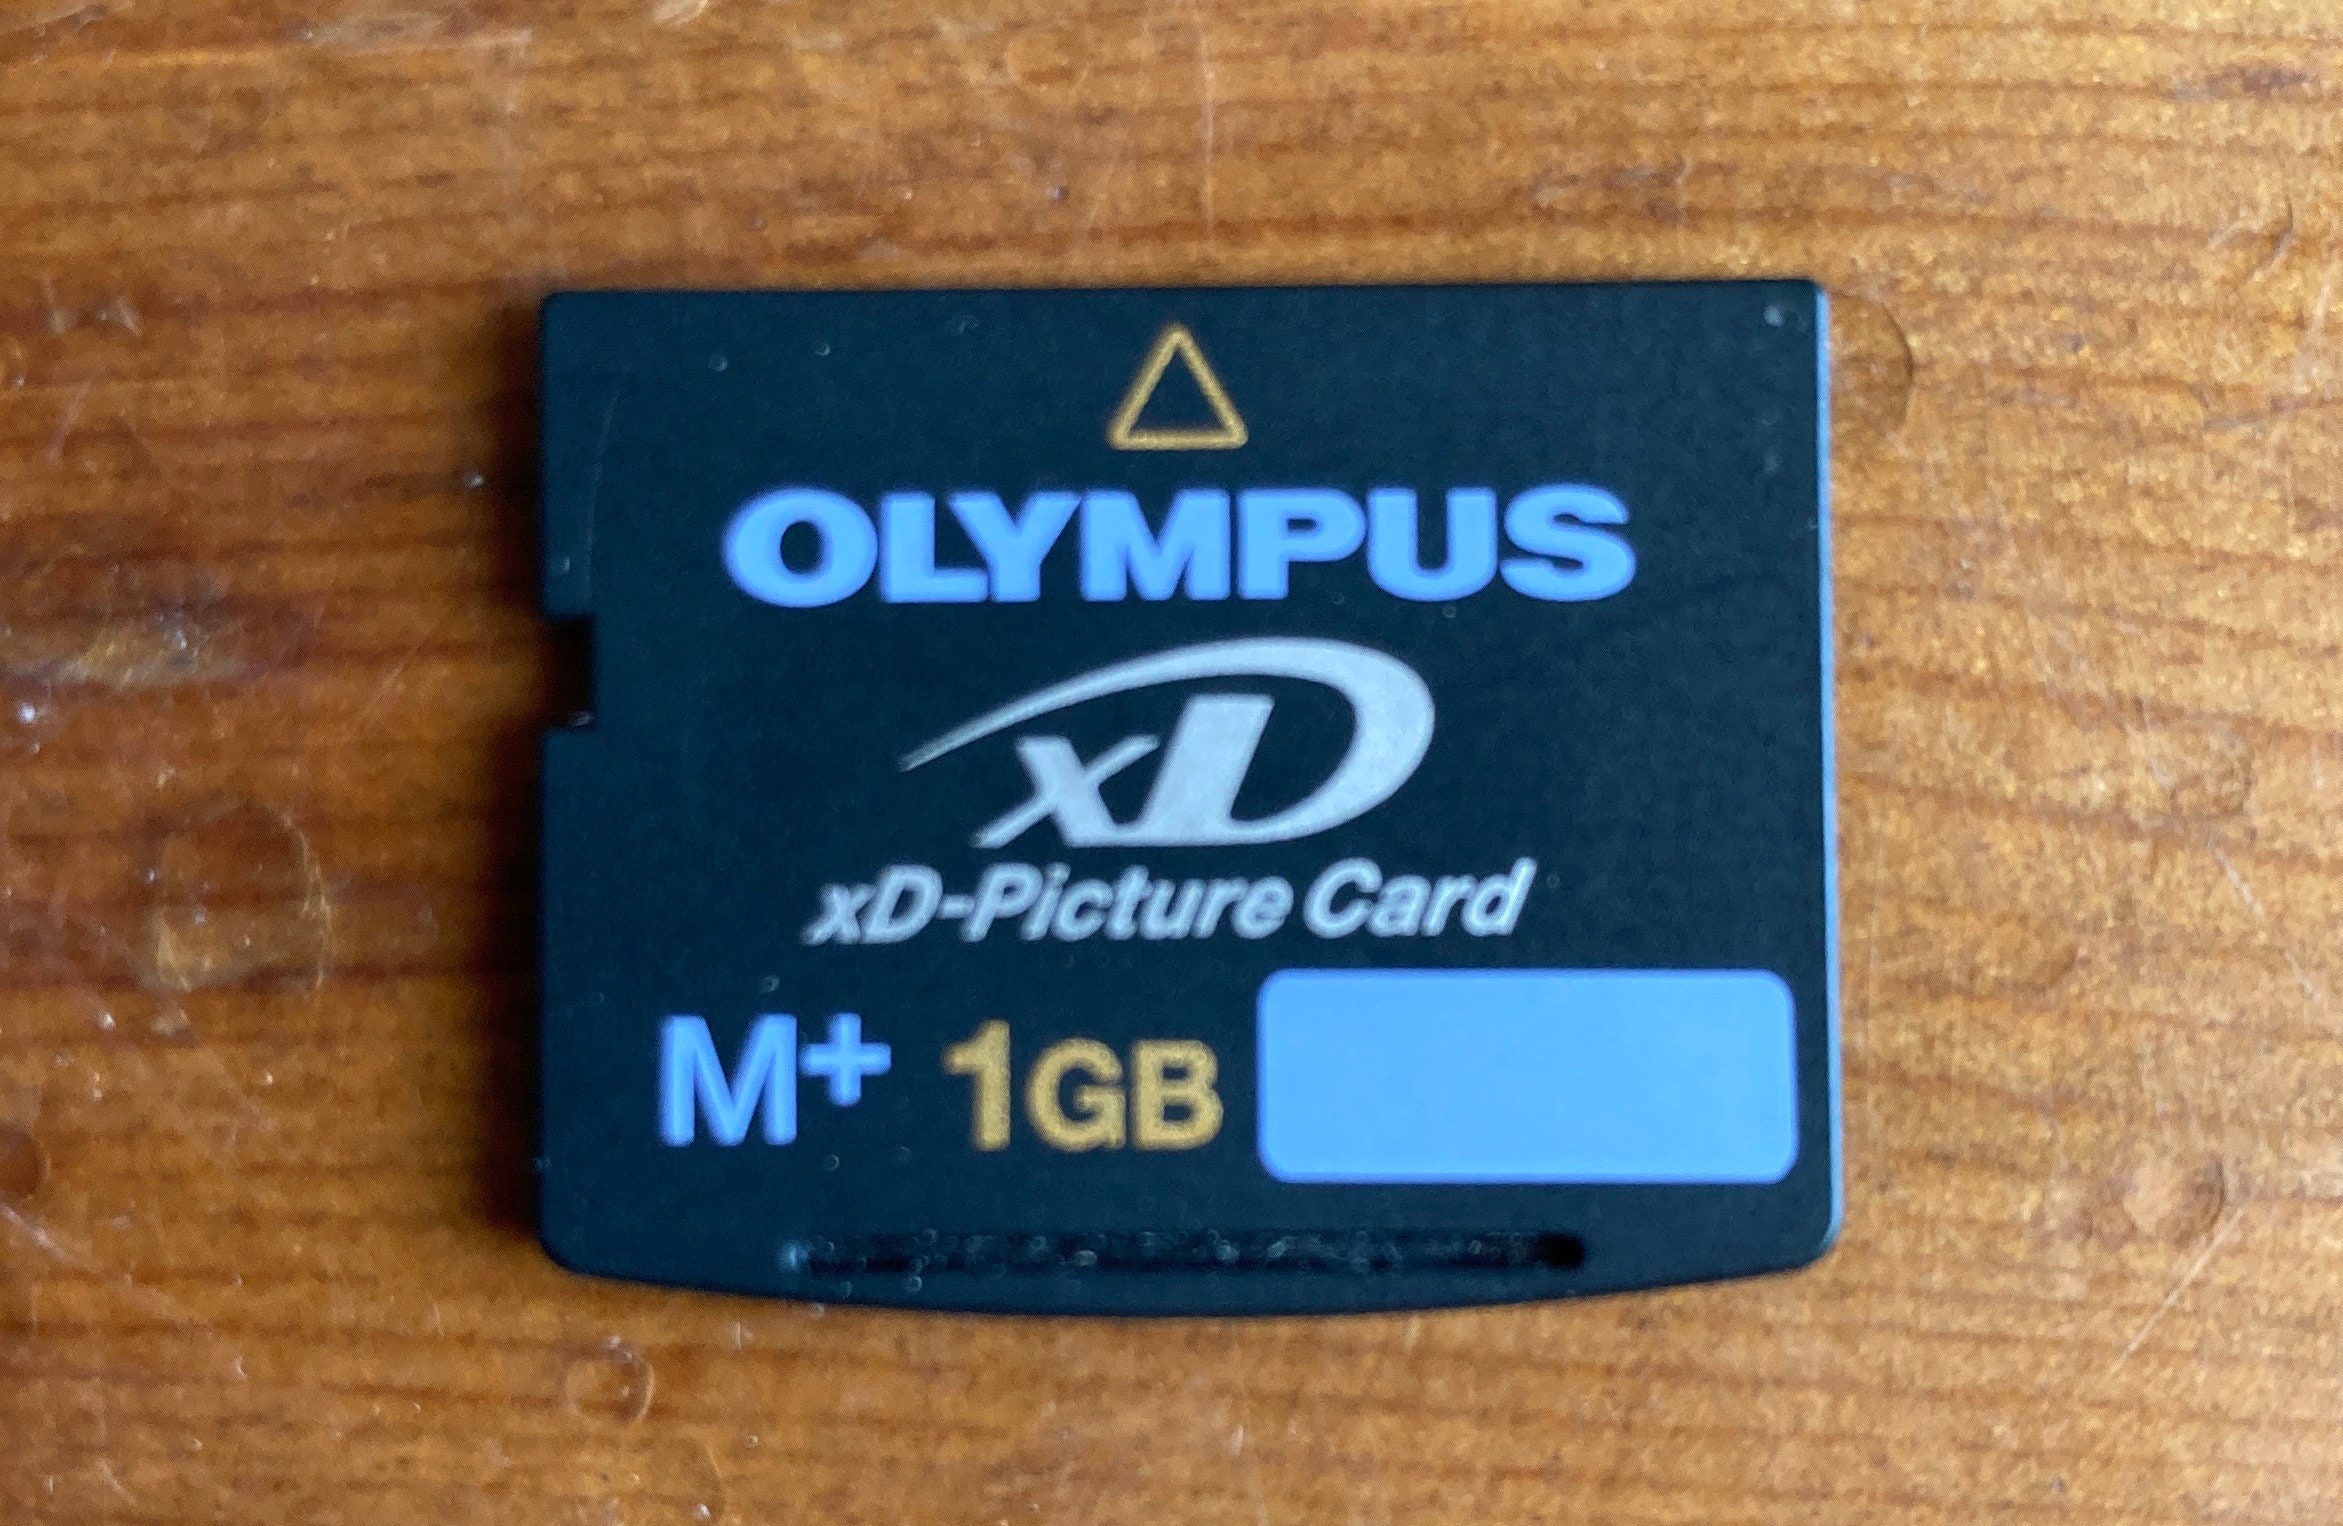 OLYMPUS
xD
xD-Picture Card
M+ 1GB